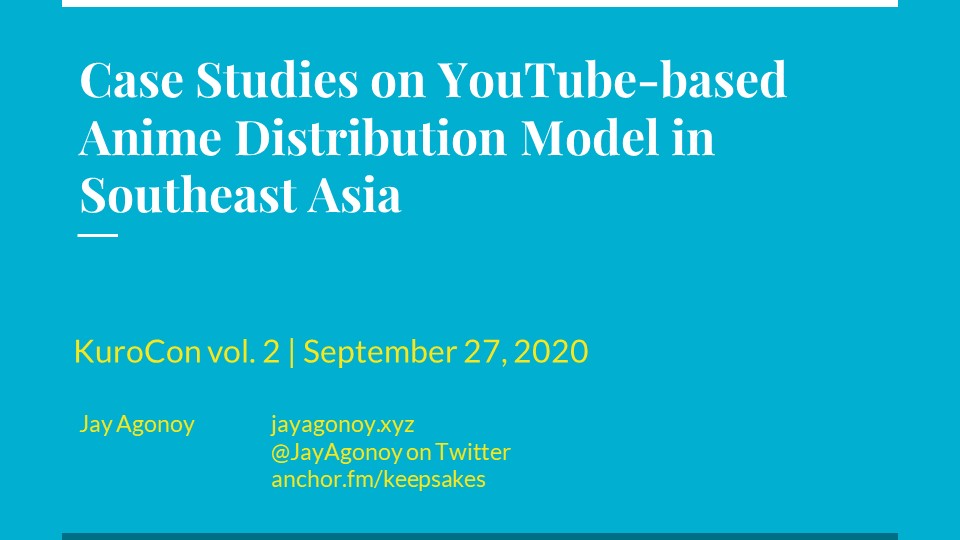 Case Studies on YouTube-based
Anime Distribution Model in
Southeast Asia
KuroCon vol. 2 | September 27, 2020
Jay Agonoy
jayagonoy.xyz
@JayAgonoy on Twitter
anchor.fm/keepsakes